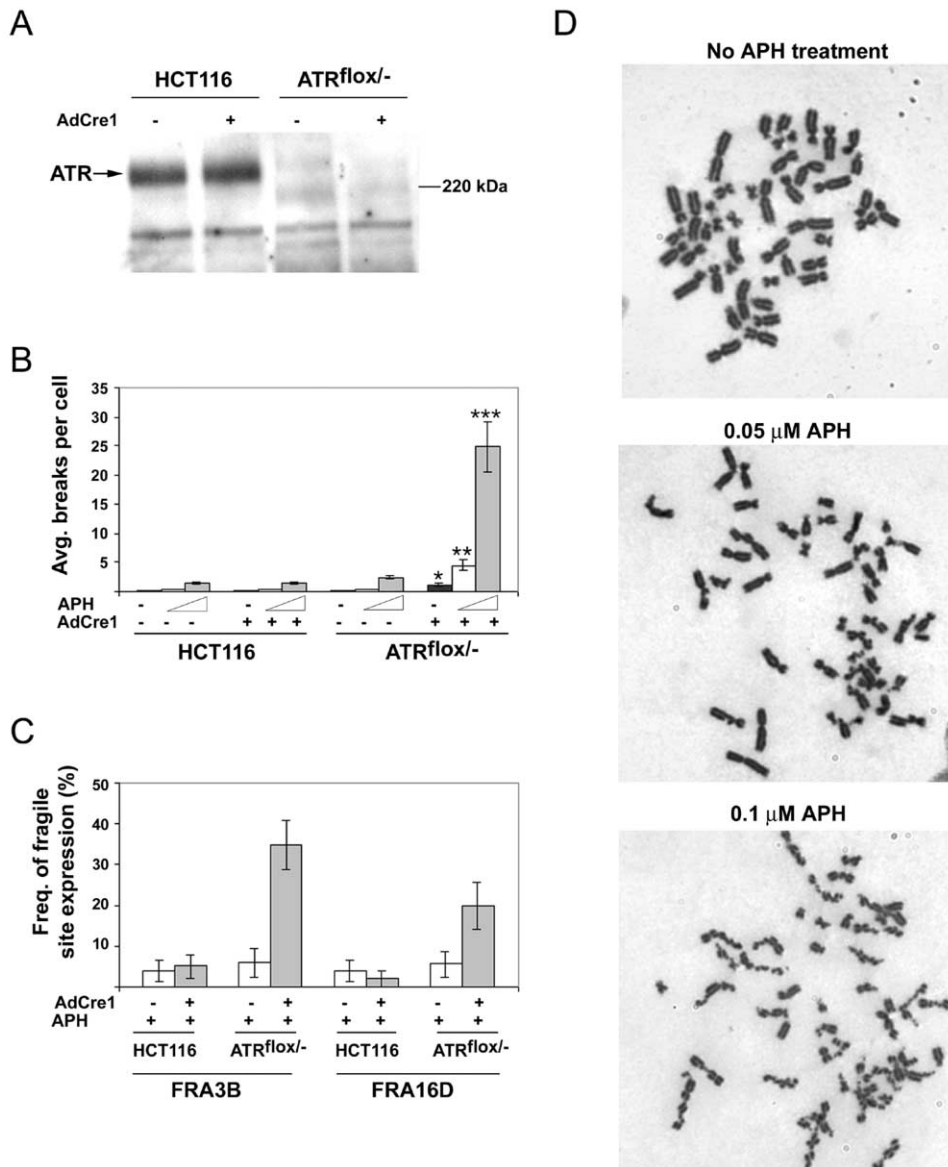 A
HCT116 ATRflox/-
AdCre1 - + - +
ATR
220 kDa
B
Avg. breaks per cell
35
30
25
20
15
10
5
* ** ***
APH - - - -
AdCre1 - - - + + + - - - + + +
HCT116 ATRflox/-
C
Freq. of fragile
site expression (%)
50
40
30
20
10
0
AdCre1 - + - + - + - +
APH + + + + + + + +
HCT116 ATRflox/- HCT116 ATRflox/-
FRA3B FRA16D
D
No APH treatment
0.05 μM APH
0.1 μM APH